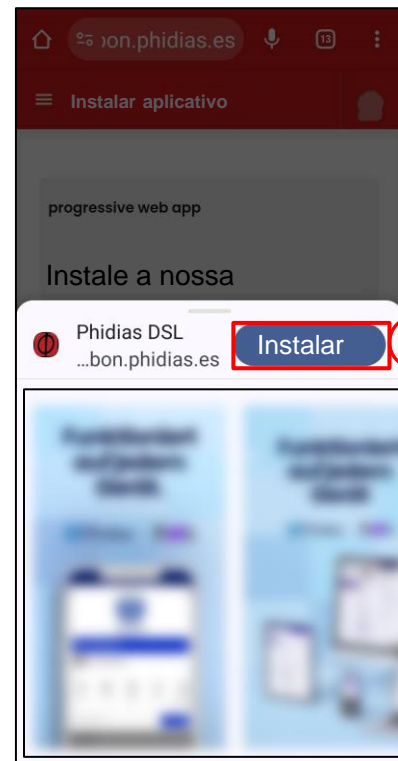 bon.phidias.es
13
Instalar aplicativo
progressive web app
Instale a nossa
Phidias DSL
...bon.phidias.es
Instalar